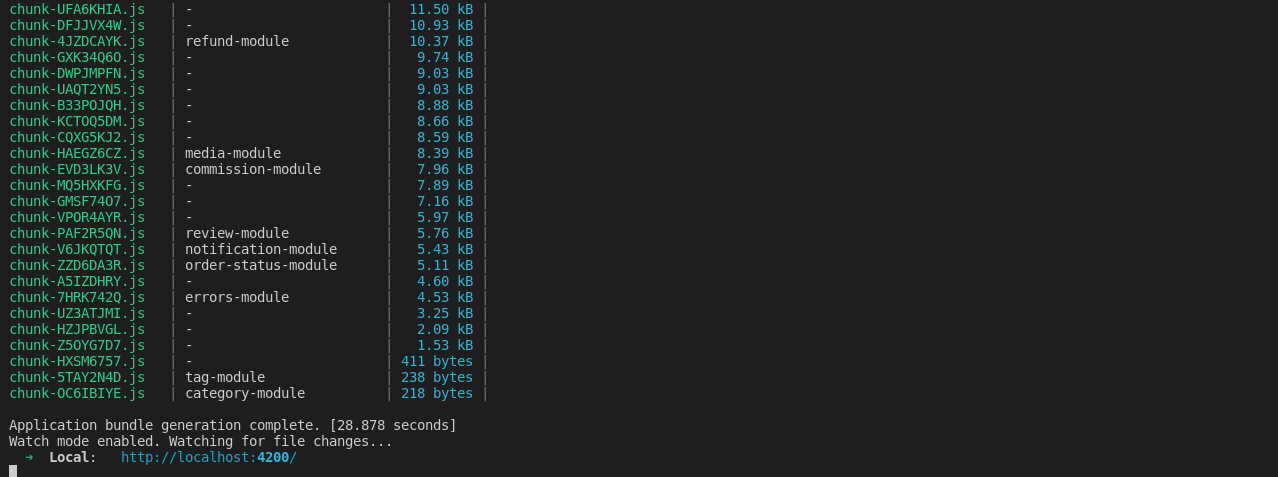 chunk-UFA6KHIA.js | - | 11.50 kB |
chunk-DFJJVX4W.js | - | 10.93 kB |
chunk-4JZDCAYK.js | refund-module | 10.37 kB |
chunk-GXK34Q6O.js | - | 9.74 kB |
chunk-DWPJMPFN.js | - | 9.03 kB |
chunk-UAQT2YN5.js | - | 9.03 kB |
chunk-B33POJQH.js | - | 8.88 kB |
chunk-KCTOQ5DM.js | - | 8.66 kB |
chunk-CQXG5KJ2.js | - | 8.59 kB |
chunk-HAEGZ6CZ.js | media-module | 8.39 kB |
chunk-EVD3LK3V.js | commission-module | 7.96 kB |
chunk-MQ5HXKFG.js | - | 7.89 kB |
chunk-GMSF74O7.js | - | 7.16 kB |
chunk-VPOR4AYR.js | - | 5.97 kB |
chunk-PAF2R5QN.js | review-module | 5.76 kB |
chunk-V6JKQTQT.js | notification-module | 5.43 kB |
chunk-ZZD6DA3R.js | order-status-module | 5.11 kB |
chunk-A5IZDHRY.js | - | 4.60 kB |
chunk-7HRK742Q.js | errors-module | 4.53 kB |
chunk-UZ3ATJMI.js | - | 3.25 kB |
chunk-HZJPBVGL.js | - | 2.09 kB |
chunk-Z5OYG7D7.js | - | 1.53 kB |
chunk-HXSM6757.js | - | 411 bytes |
chunk-5TAY2N4D.js | tag-module | 238 bytes |
chunk-OC6IBIYE.js | category-module | 218 bytes |
Application bundle generation complete. [28.878 seconds]
Watch mode enabled. Watching for file changes...
➜ Local: http://localhost:4200/